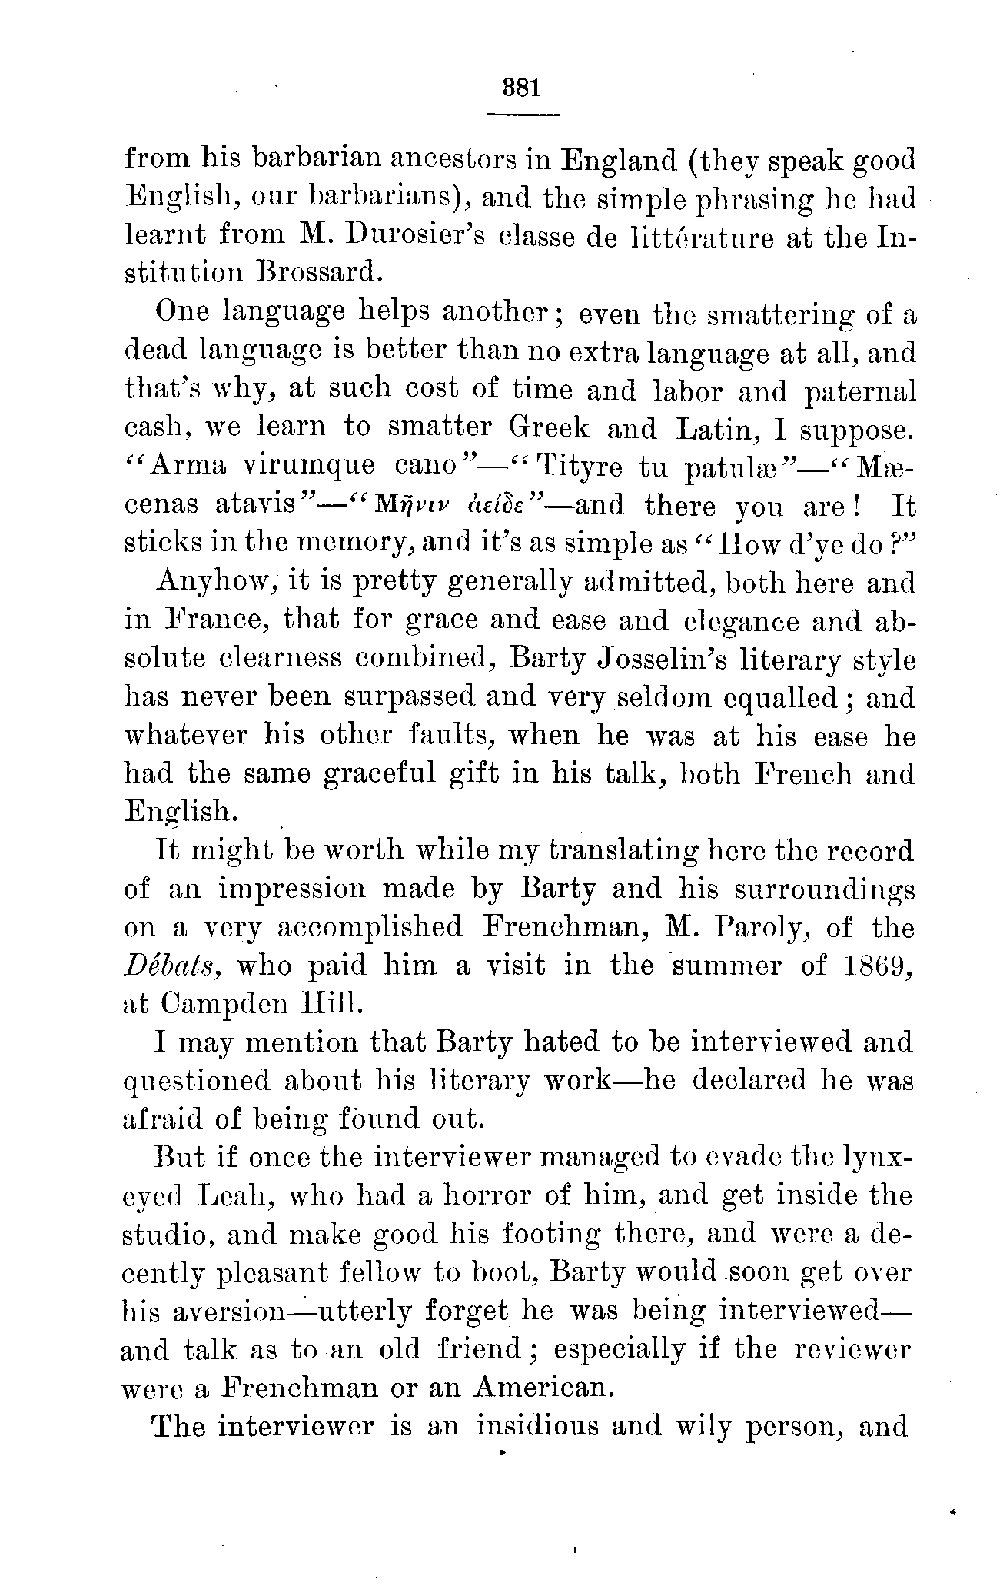 381
from his barbarian ancestors in England (they speak good
English, our barbarians), and the simple phrasing he had
learnt from M. Durosier's classe de littérature at the In-
stitution Brossard.
One language helps another; even the smattering of a
dead language is better than no extra language at all, and
that's why, at such cost of time and labor and paternal
cash, we learn to smatter Greek and Latin, I suppose.
“Arma virumque cano”—“Tityre tu patulæ”—“Mæ-
cenas atavis”—“Μῆνιν ἀείδε”—and there you are! It
sticks in the memory, and it's as simple as “How d'ye do?”
Anyhow, it is pretty generally admitted, both here and
in France, that for grace and ease and elegance and ab-
solute clearness combined, Barty Josselin's literary style
has never been surpassed and very seldom equalled; and
whatever his other faults, when he was at his ease he
had the same graceful gift in his talk, both French and
English.
It might be worth while my translating here the record
of an impression made by Barty and his surroundings
on a very accomplished Frenchman, M. Paroly, of the
Débats, who paid him a visit in the summer of 1869,
at Campden Hill.
I may mention that Barty hated to be interviewed and
questioned about his literary work—he declared he was
afraid of being found out.
But if once the interviewer managed to evade the lynx-
eyed Leah, who had a horror of him, and get inside the
studio, and make good his footing there, and were a de-
cently pleasant fellow to boot, Barty would soon get over
his aversion—utterly forget he was being interviewed—
and talk as to an old friend; especially if the reviewer
were a Frenchman or an American.
The interviewer is an insidious and wily person, and